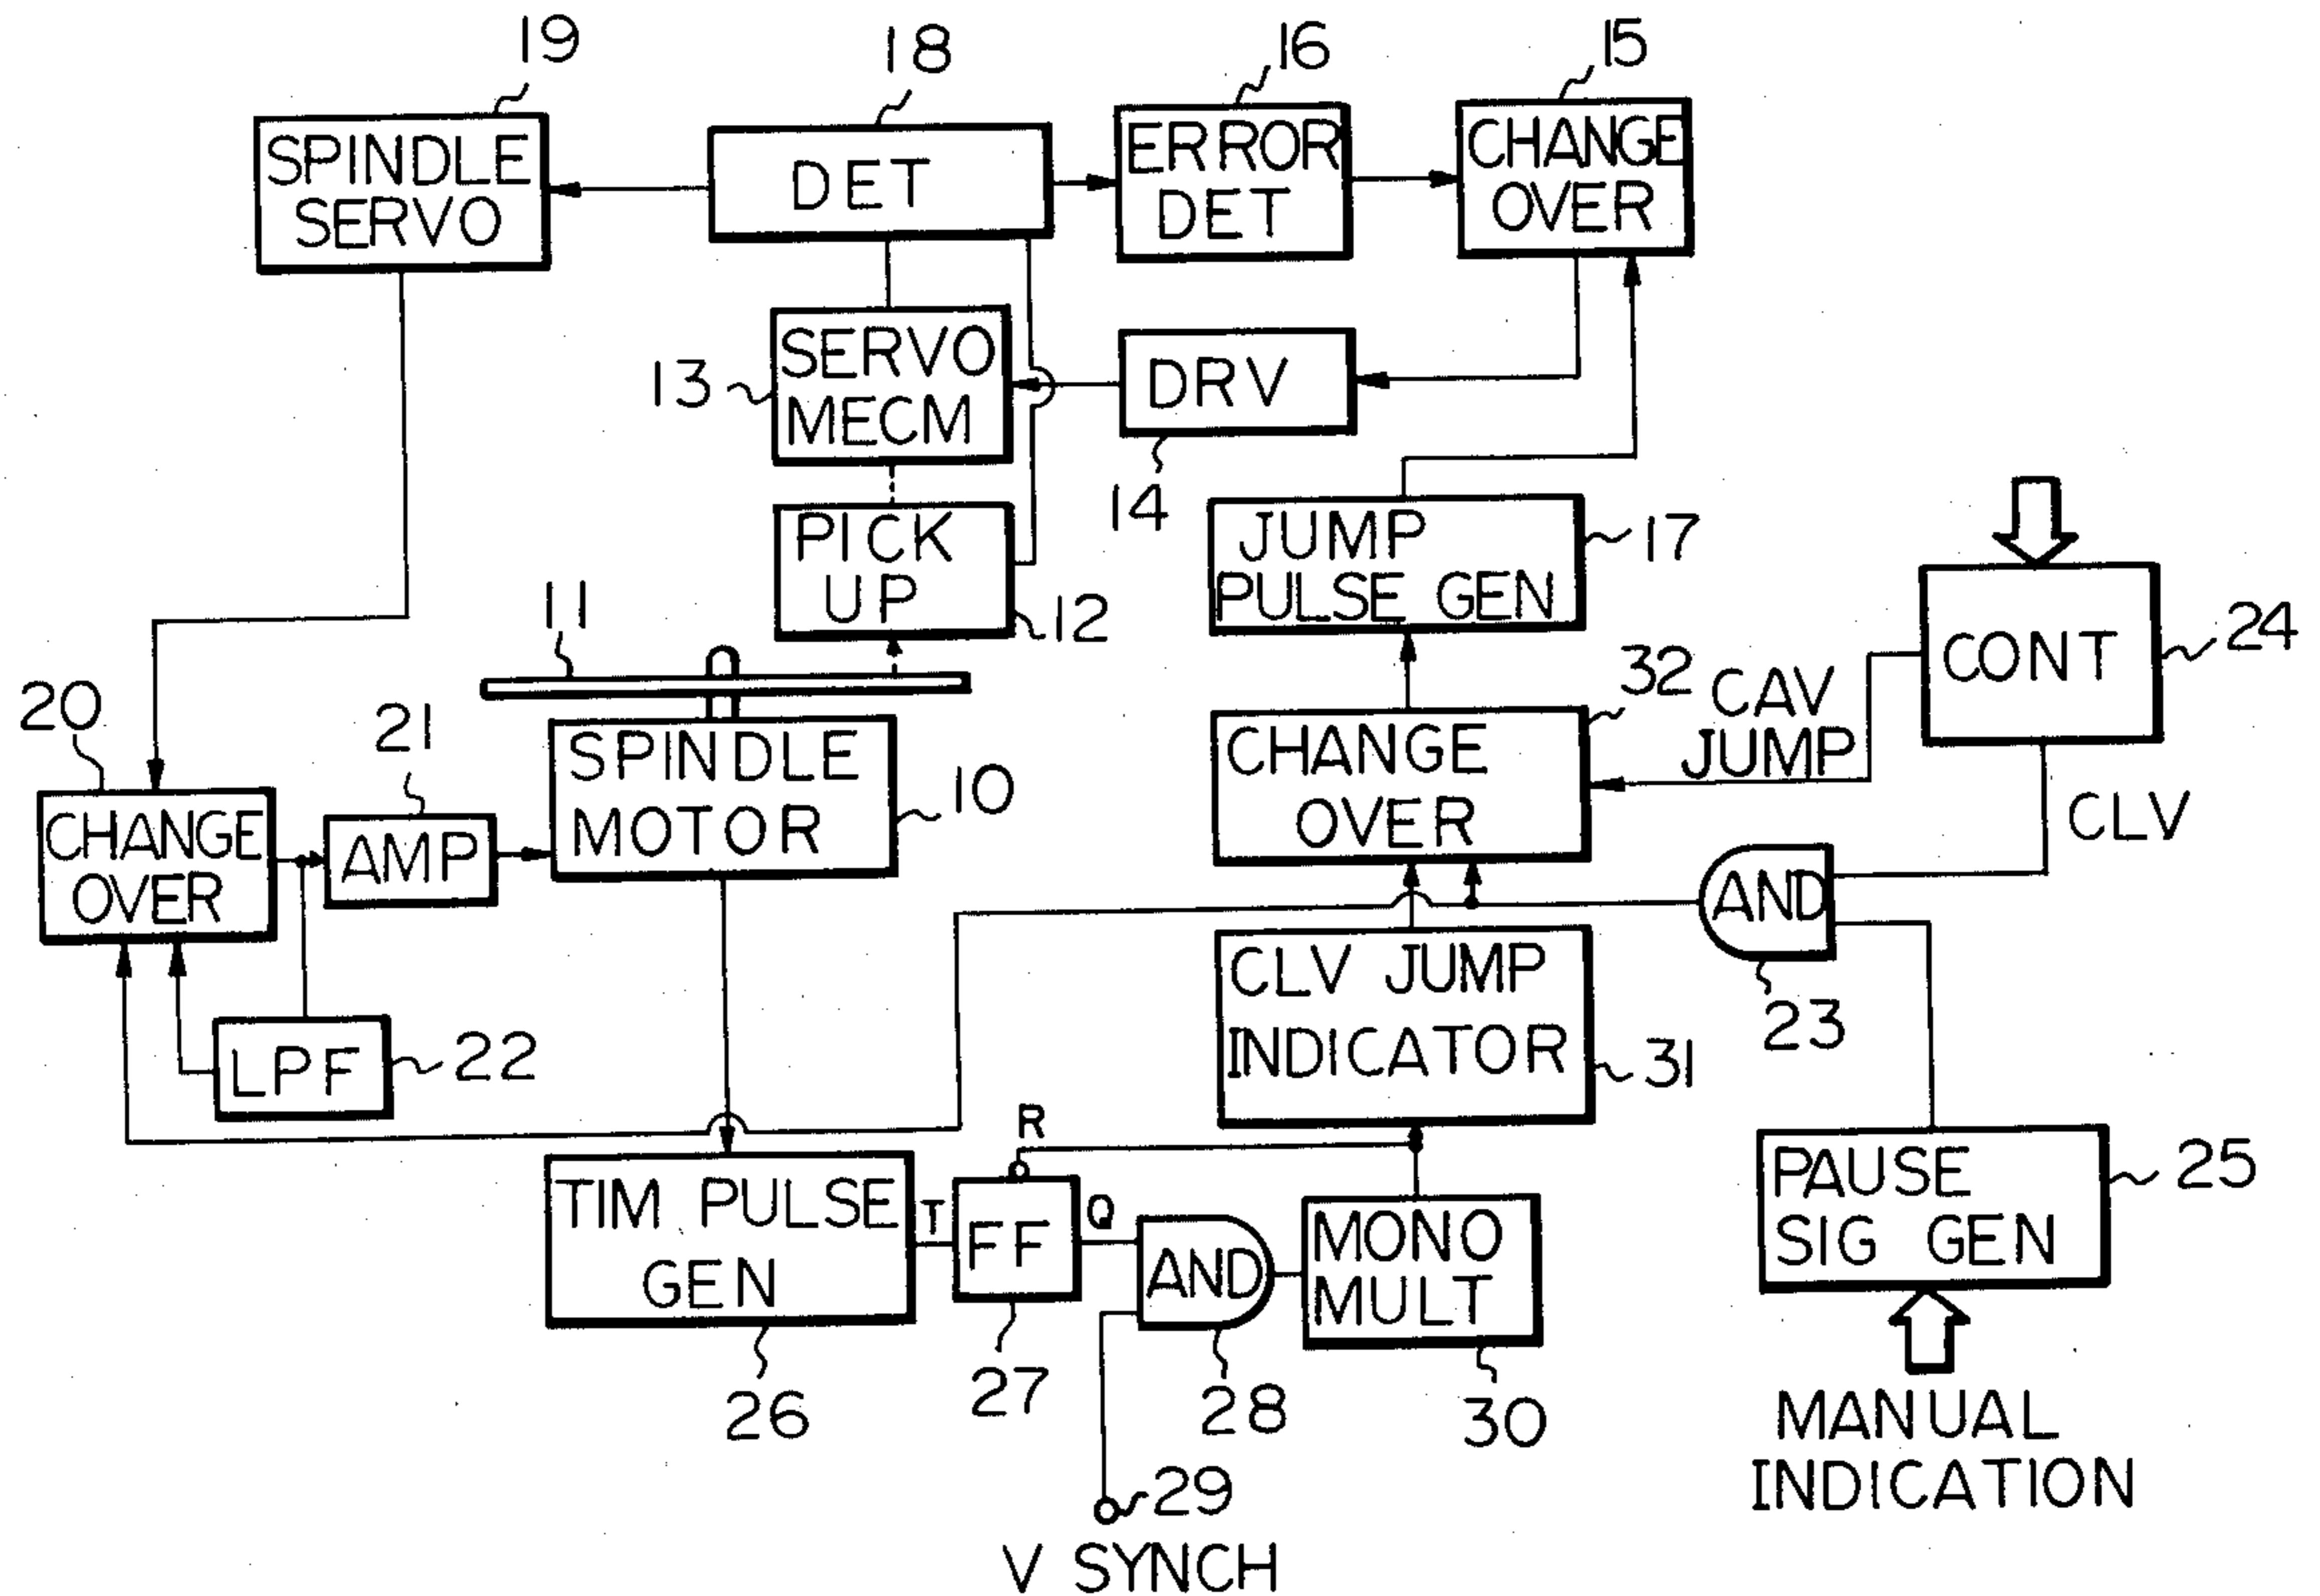 19
18
16
15
SPINDLE
SERVO
DET
ERROR
DET
CHANGE
OVER
13
SERVO
MECM
DRV
14
PICK
UP
12
JUMP
PULSE GEN
17
11
CONT
24
20
21
SPINDLE
MOTOR
10
32
CHANGE
OVER
CAV
JUMP
CLV
CHANGE
OVER
AMP
AND
23
LPF
22
CLV JUMP
INDICATOR
31
R
TIM PULSE
GEN
26
T
FF
27
Q
AND
28
MONO
MULT
30
PAUSE
SIG GEN
25
29
V SYNCH
MANUAL
INDICATION